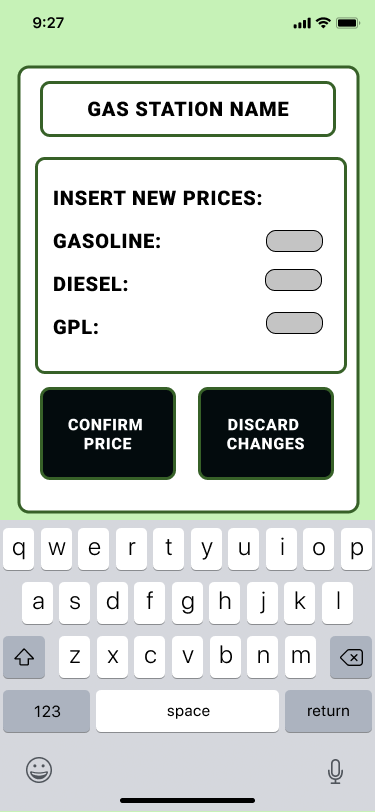 9:27
GAS STATION NAME
INSERT NEW PRICES:
GASOLINE:
DIESEL:
GPL:
CONFIRM
PRICE
DISCARD
CHANGES
q w e r t y u i o p
a s d f g h j k l
z x c v b n m
123 space return